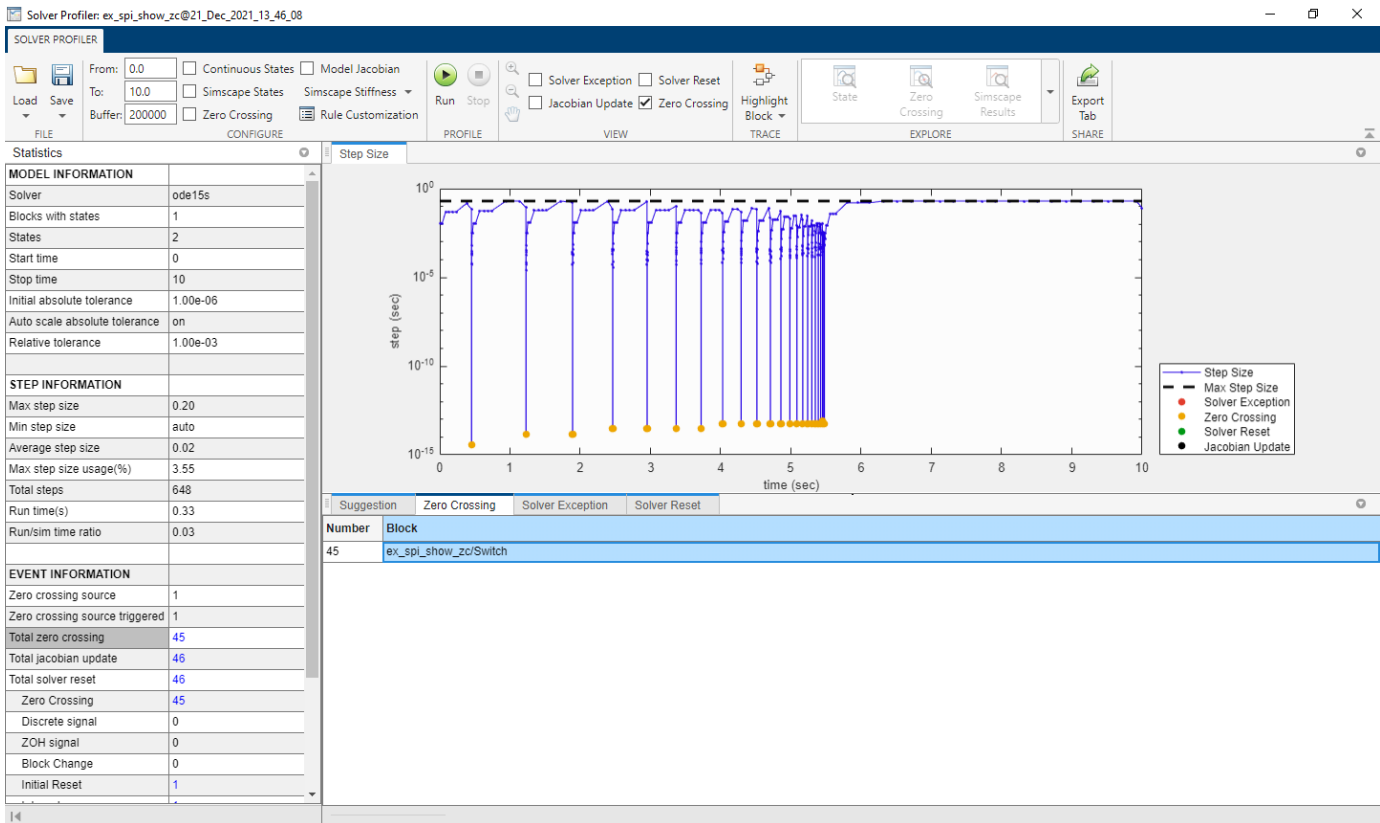 Solver Profiler: ex_spi_show_zc@21_Dec_2021_13_46_08
SOLVER PROFILER
Load
Save
FILE
From: 0.0
To: 10.0
Buffer: 200000
Continuous States
Model Jacobian
Simscape States
Simscape Stiffness
Zero Crossing
Rule Customization
CONFIGURE
Run
Stop
PROFILE
Solver Exception
Solver Reset
Jacobian Update
Zero Crossing
VIEW
Highlight
Block
TRACE
State
Zero
Crossing
Simscape
Results
EXPLORE
Export
Tab
SHARE
Statistics
MODEL INFORMATION
Solver ode15s
Blocks with states 1
States 2
Start time 0
Stop time 10
Initial absolute tolerance 1.00e-06
Auto scale absolute tolerance on
Relative tolerance 1.00e-03
STEP INFORMATION
Max step size 0.20
Min step size auto
Average step size 0.02
Max step size usage(%) 3.55
Total steps 648
Run time(s) 0.33
Run/sim time ratio 0.03
EVENT INFORMATION
Zero crossing source 1
Zero crossing source triggered 1
Total zero crossing 45
Total jacobian update 46
Total solver reset 46
Zero Crossing 45
Discrete signal 0
ZOH signal 0
Block Change 0
Initial Reset 1
Step Size
10^0
10^-5
10^-10
10^-15
step (sec)
0 1 2 3 4 5 6 7 8 9 10
time (sec)
Step Size
Max Step Size
Solver Exception
Zero Crossing
Solver Reset
Jacobian Update
Suggestion Zero Crossing Solver Exception Solver Reset
Number Block
45 ex_spi_show_zc/Switch